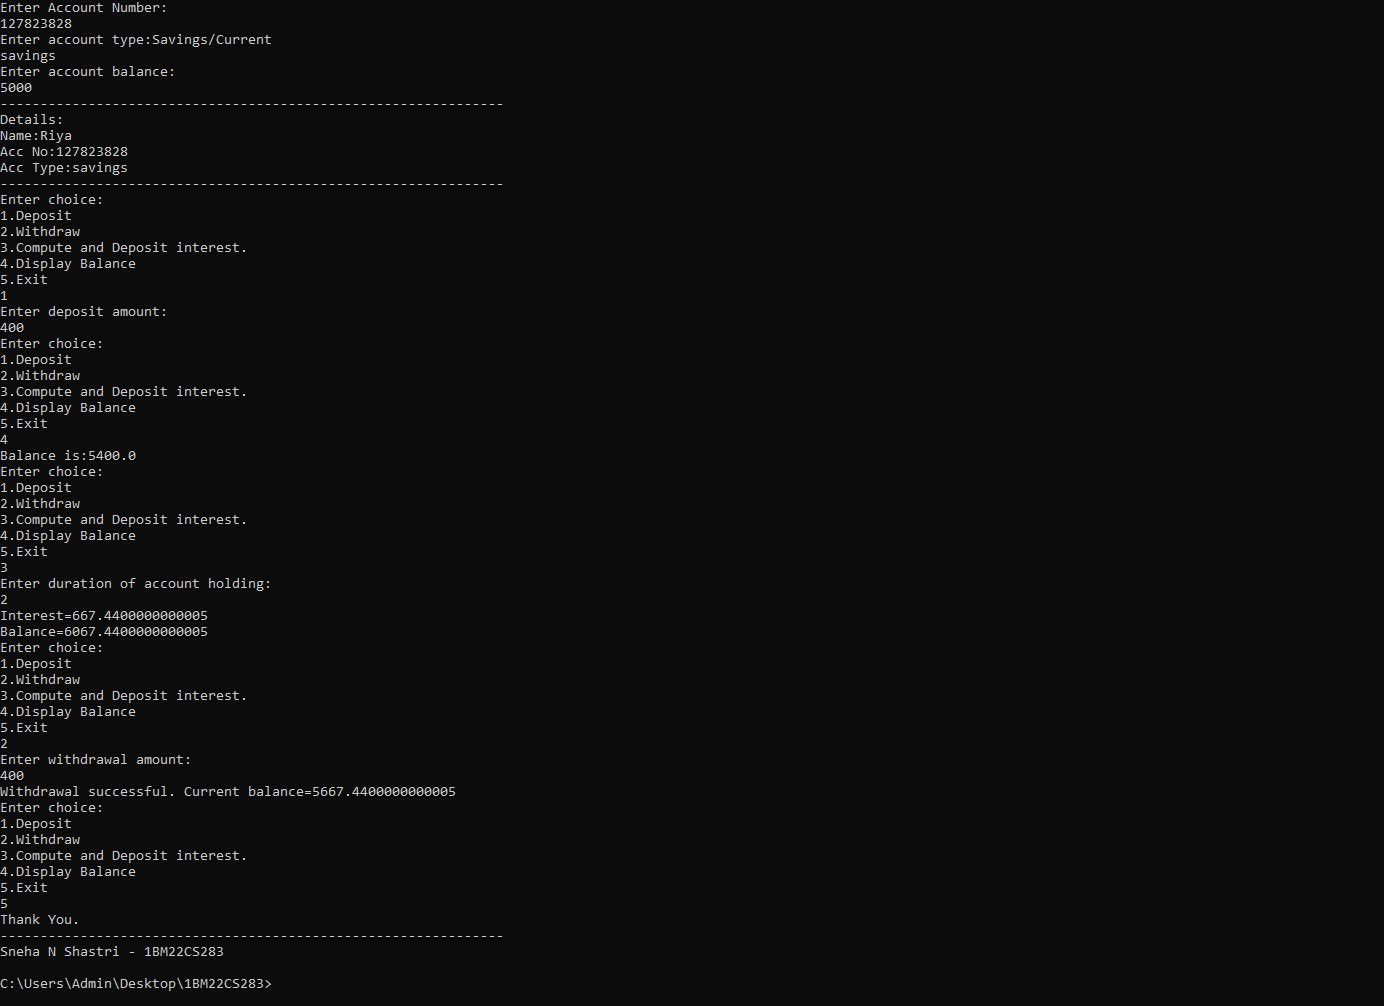 Enter Account Number:
127823828
Enter account type:Savings/Current
savings
Enter account balance:
5000
---------------------------------------------------------------
Details:
Name:Riya
Acc No:127823828
Acc Type:savings
---------------------------------------------------------------
Enter choice:
1.Deposit
2.Withdraw
3.Compute and Deposit interest.
4.Display Balance
5.Exit
1
Enter deposit amount:
400
Enter choice:
1.Deposit
2.Withdraw
3.Compute and Deposit interest.
4.Display Balance
5.Exit
4
Balance is:5400.0
Enter choice:
1.Deposit
2.Withdraw
3.Compute and Deposit interest.
4.Display Balance
5.Exit
3
Enter duration of account holding:
2
Interest=667.4400000000005
Balance=6067.4400000000005
Enter choice:
1.Deposit
2.Withdraw
3.Compute and Deposit interest.
4.Display Balance
5.Exit
2
Enter withdrawal amount:
400
Withdrawal successful. Current balance=5667.4400000000005
Enter choice:
1.Deposit
2.Withdraw
3.Compute and Deposit interest.
4.Display Balance
5.Exit
5
Thank You.
---------------------------------------------------------------
Sneha N Shastri - 1BM22CS283
C:\Users\Admin\Desktop\1BM22CS283>